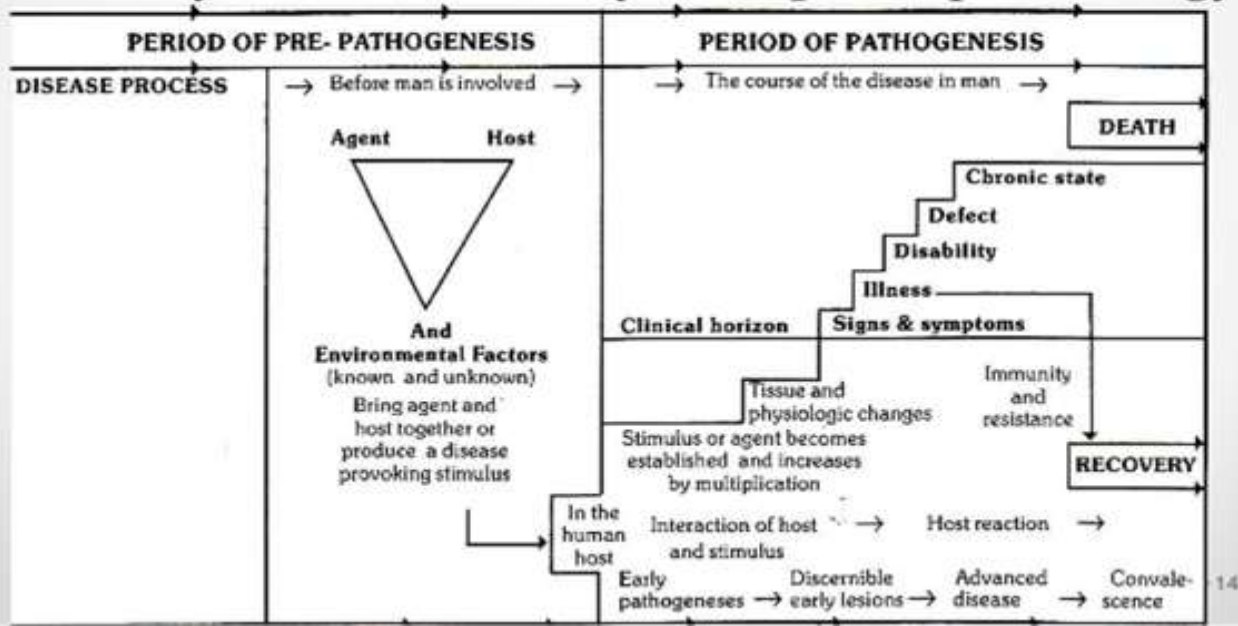 PERIOD OF PRE- PATHOGENESIS
PERIOD OF PATHOGENESIS
DISEASE PROCESS
→ Before man is involved →
→ The course of the disease in man →
Agent Host
And
Environmental Factors
(known and unknown)
Bring agent and
host together or
produce a disease
provoking stimulus
In the
human
host
DEATH
Chronic state
Defect
Disability
Illness
Clinical horizon
Signs & symptoms
Tissue and
physiologic changes
Immunity
and
resistance
Stimulus or agent becomes
established and increases
by multiplication
RECOVERY
Interaction of host → Host reaction →
and stimulus
Early
pathogeneses →
Discernible
early lesions →
Advanced
disease →
Convale-
scence
14